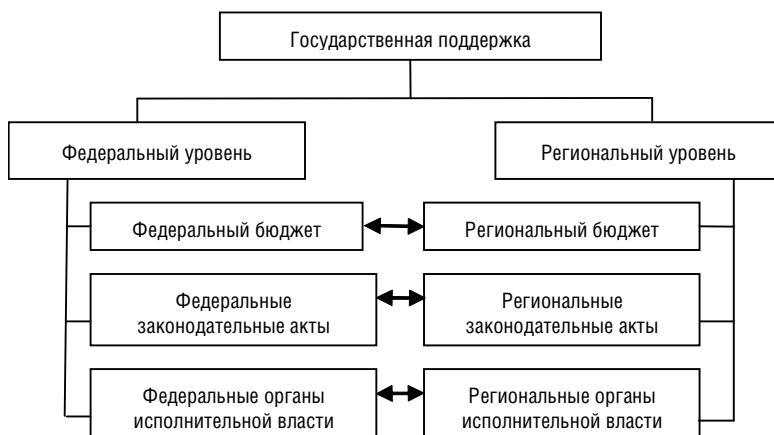 Государственная поддержка
Федеральный уровень
Региональный уровень
Федеральный бюджет
Региональный бюджет
Федеральные
законодательные акты
Региональные
законодательные акты
Федеральные органы
исполнительной власти
Региональные органы
исполнительной власти